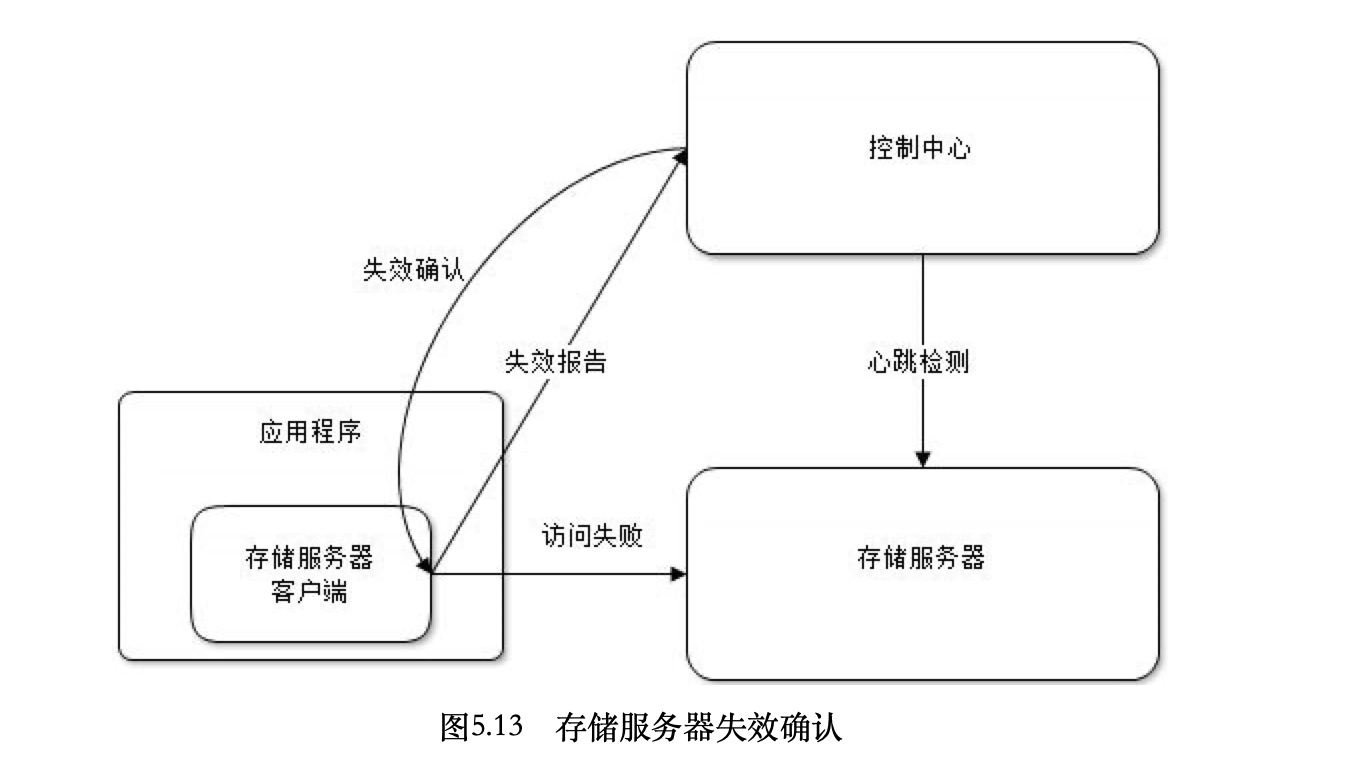 控制中心
失效确认
失效报告
心跳检测
应用程序
访问失败
存储服务器
客户端
存储服务器
图5.13 存储服务器失效确认